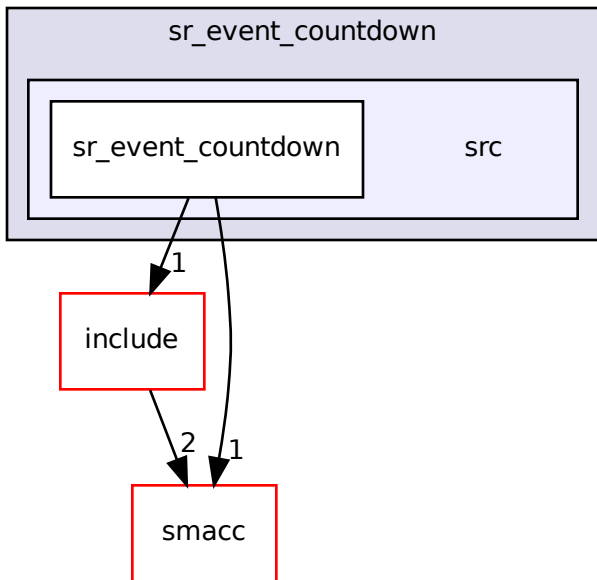 sr_event_countdown
sr_event_countdown
src
1
include
2
1
smacc